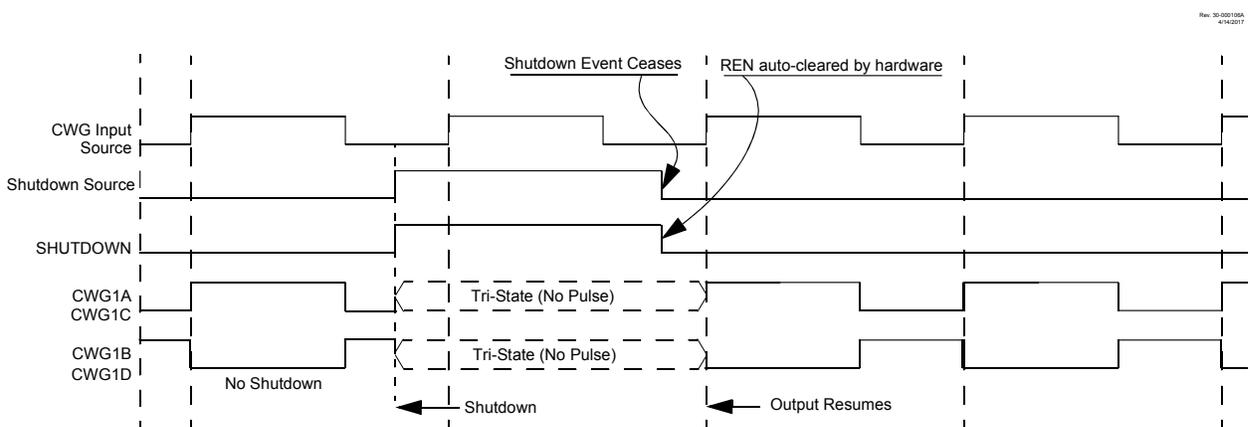 Rev. 30-000106A
4/14/2017
Shutdown Event Ceases
REN auto-cleared by hardware
CWG Input
Source
Shutdown Source
SHUTDOWN
CWG1A
CWG1C
Tri-State (No Pulse)
CWG1B
CWG1D
Tri-State (No Pulse)
No Shutdown
Shutdown
Output Resumes